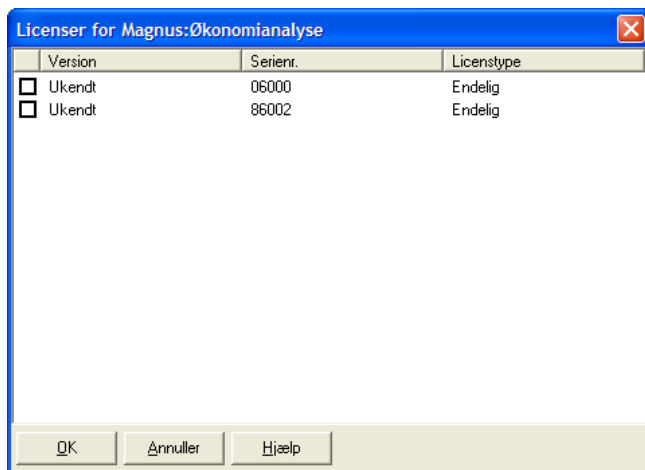 Licenser for Magnus:Økonomianalyse
Version Serienr. Licenstype
Ukendt 06000 Endelig
Ukendt 86002 Endelig
OK Annuller Hjælp